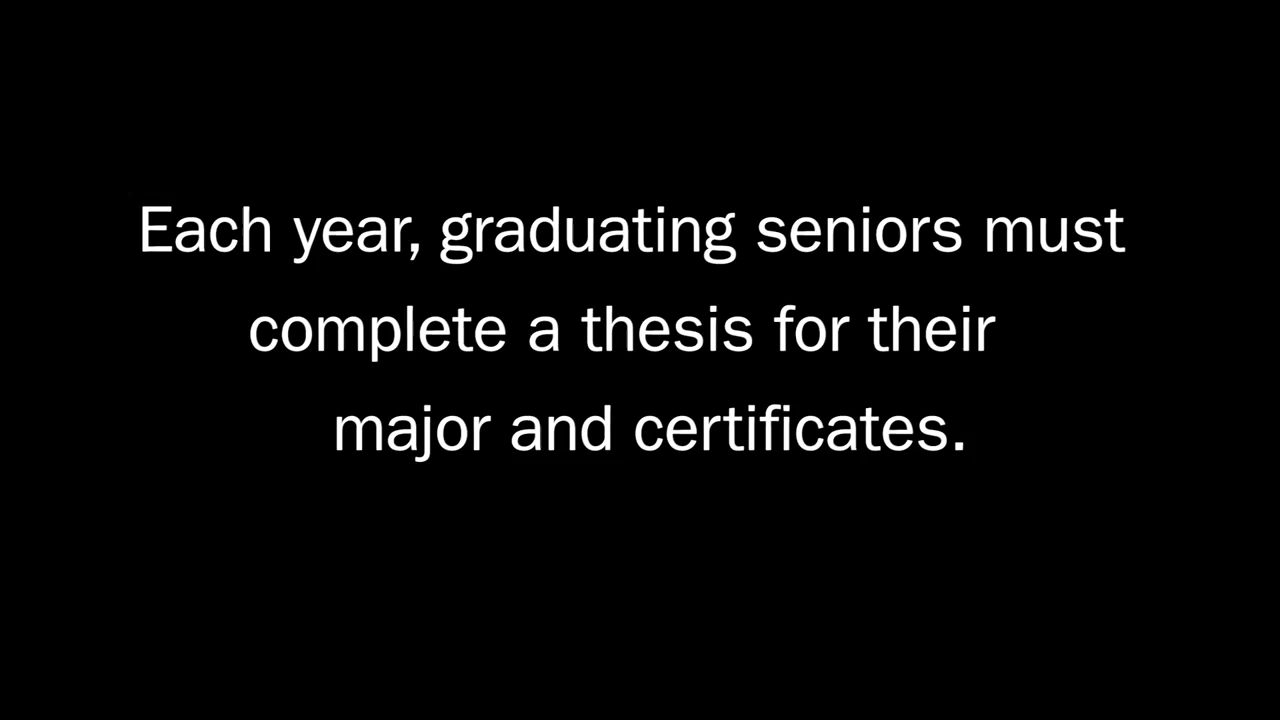 Each year, graduating seniors must
complete a thesis for their
major and certificates.